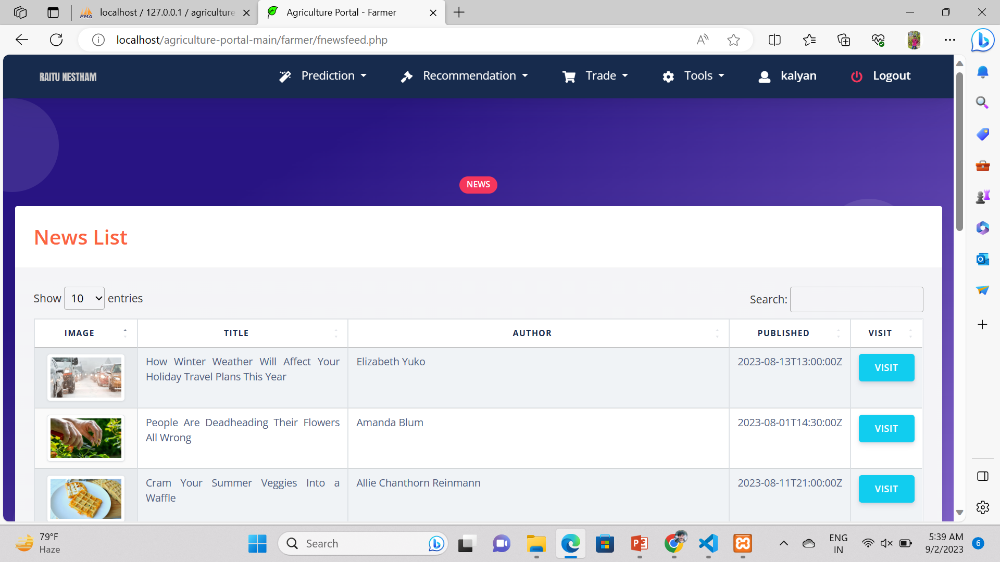 localhost / 127.0.0.1 / agriculture
Agriculture Portal - Farmer
localhost/agriculture-portal-main/farmer/fnewsfeed.php
RAITU NESTHAM
Prediction
Recommendation
Trade
Tools
kalyan
Logout
NEWS
News List
Show 10 entries
Search:
IMAGE
TITLE
AUTHOR
PUBLISHED
VISIT
How Winter Weather Will Affect Your
Holiday Travel Plans This Year
Elizabeth Yuko
2023-08-13T13:00:00Z
VISIT
People Are Deadheading Their Flowers
All Wrong
Amanda Blum
2023-08-01T14:30:00Z
VISIT
Cram Your Summer Veggies Into a
Waffle
Allie Chanthorn Reinmann
2023-08-11T21:00:00Z
VISIT
79°F
Haze
Search
ENG
IN
5:39 AM
9/2/2023
6